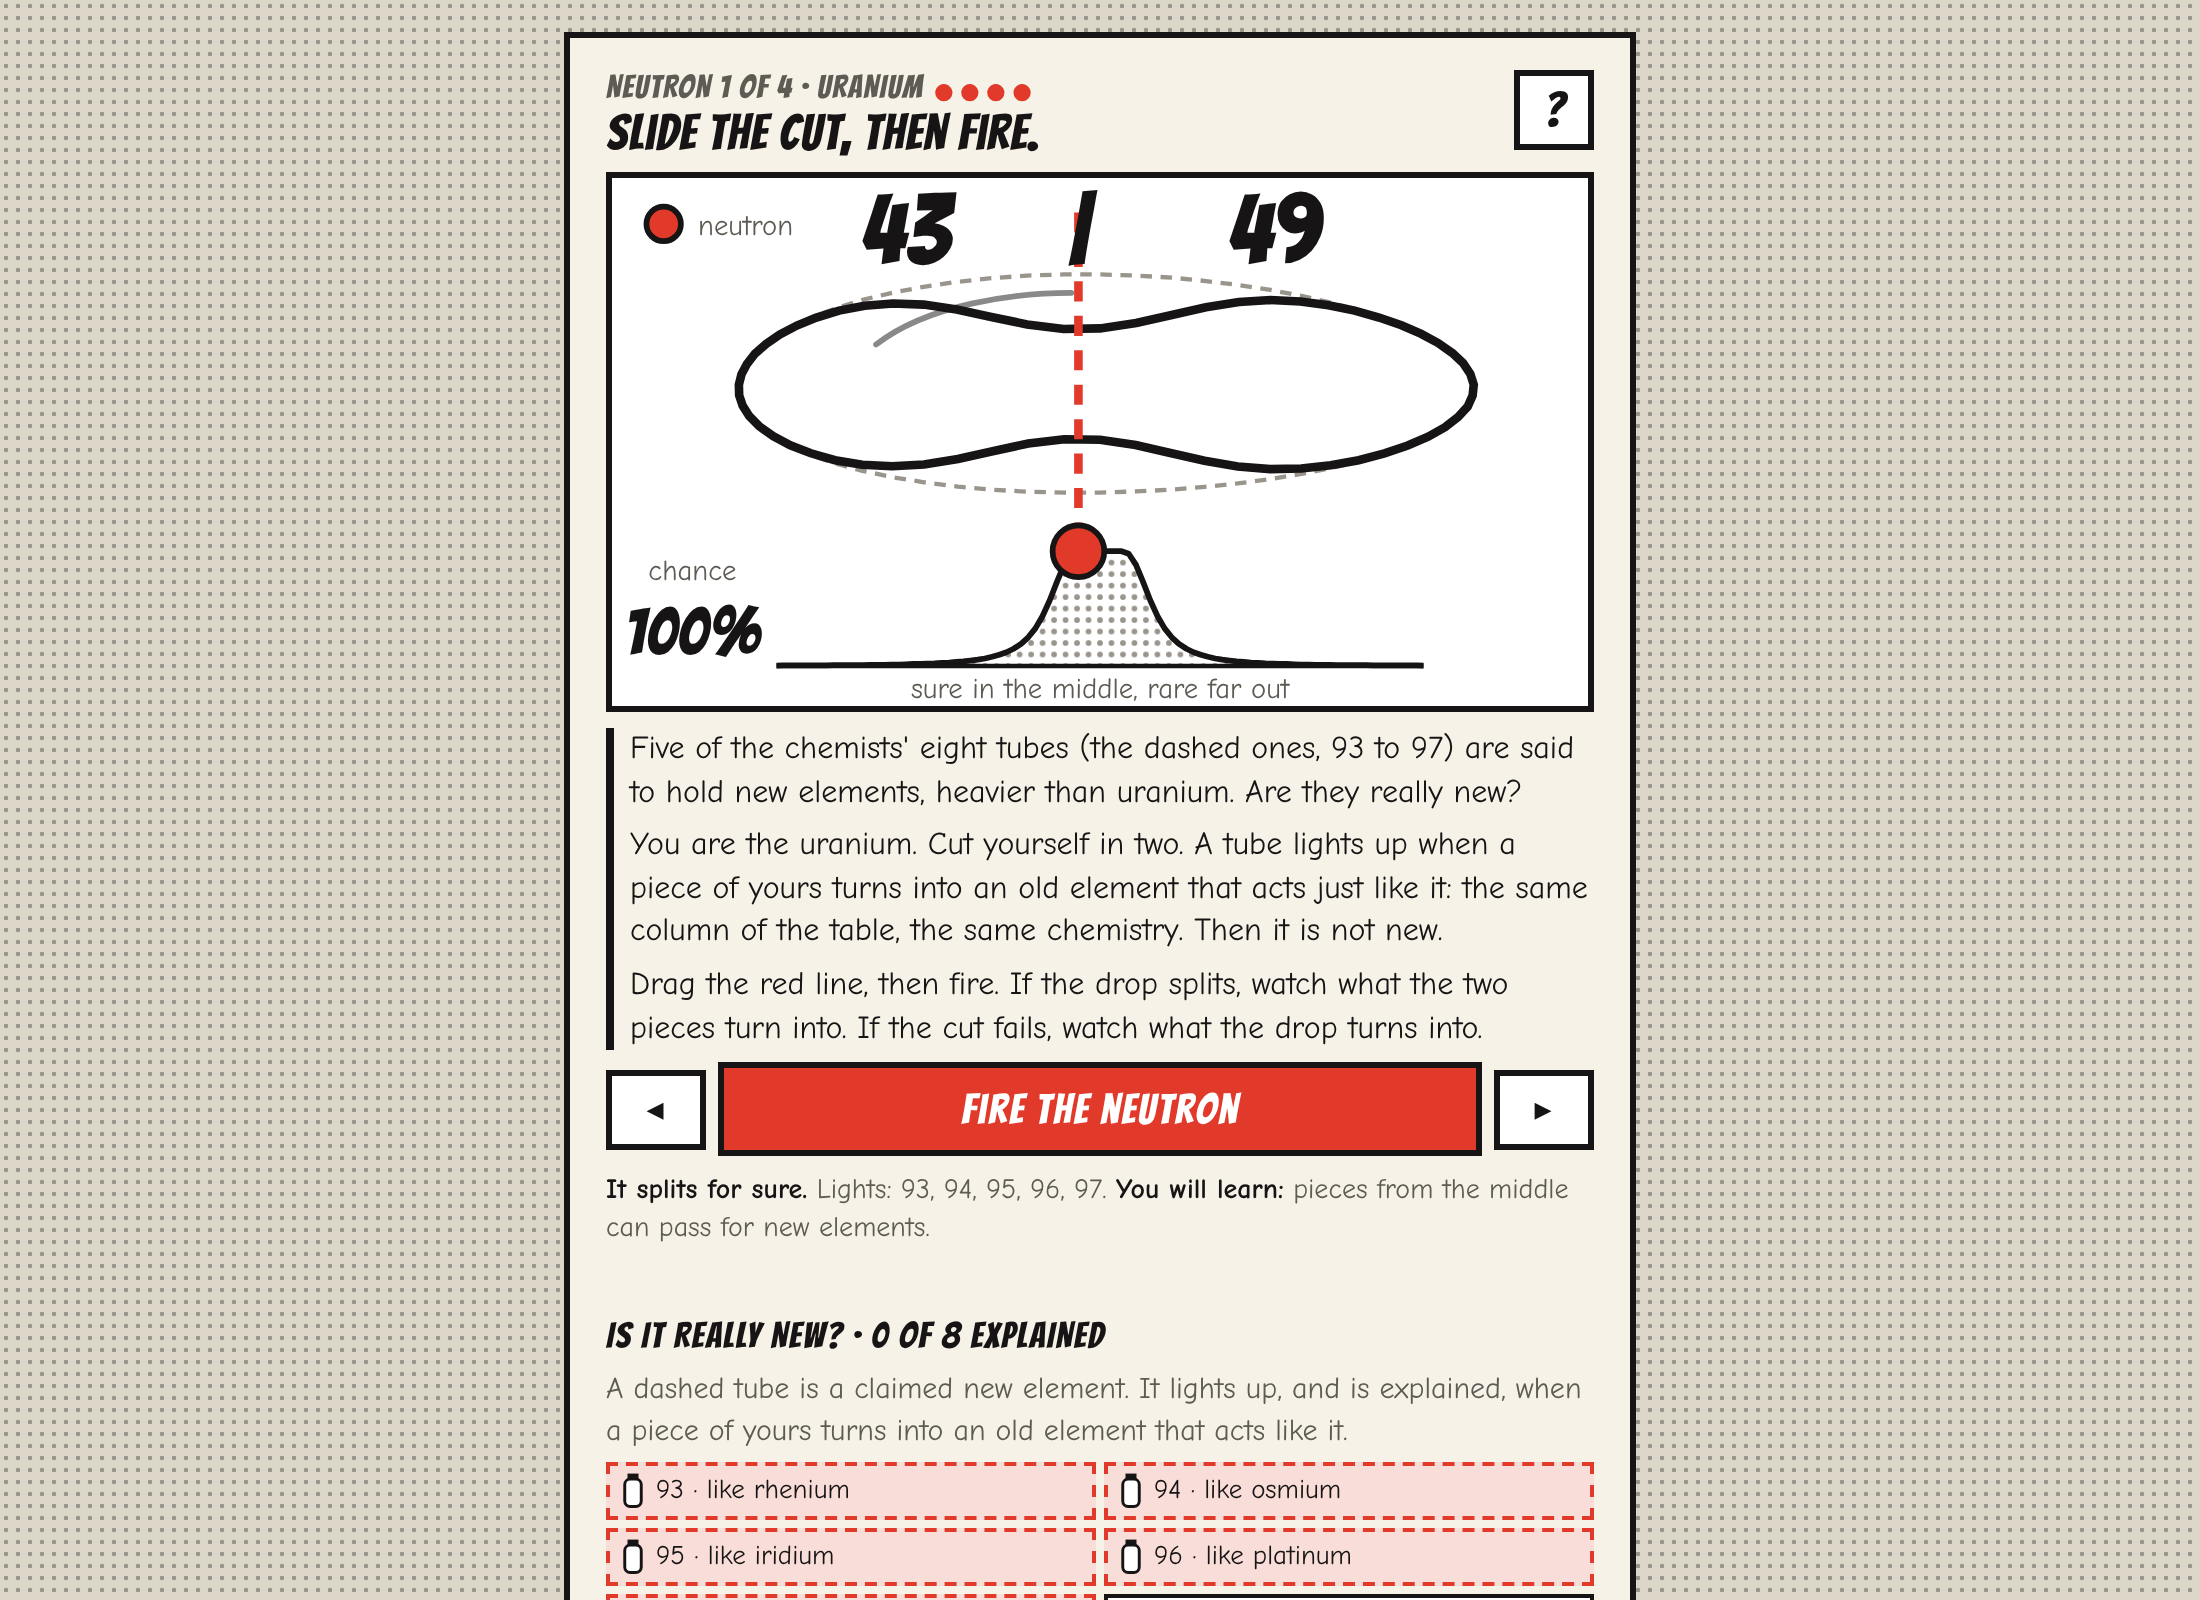 NEUTRON 1 OF 4 · URANIUM
SLIDE THE CUT, THEN FIRE.
?
neutron
43 / 49
chance
100%
sure in the middle, rare far out
Five of the chemists' eight tubes (the dashed ones, 93 to 97) are said
to hold new elements, heavier than uranium. Are they really new?
You are the uranium. Cut yourself in two. A tube lights up when a
piece of yours turns into an old element that acts just like it: the same
column of the table, the same chemistry. Then it is not new.
Drag the red line, then fire. If the drop splits, watch what the two
pieces turn into. If the cut fails, watch what the drop turns into.
◄ FIRE THE NEUTRON ►
It splits for sure. Lights: 93, 94, 95, 96, 97. You will learn: pieces from the middle
can pass for new elements.
IS IT REALLY NEW? · 0 OF 8 EXPLAINED
A dashed tube is a claimed new element. It lights up, and is explained, when
a piece of yours turns into an old element that acts like it.
93 · like rhenium
94 · like osmium
95 · like iridium
96 · like platinum